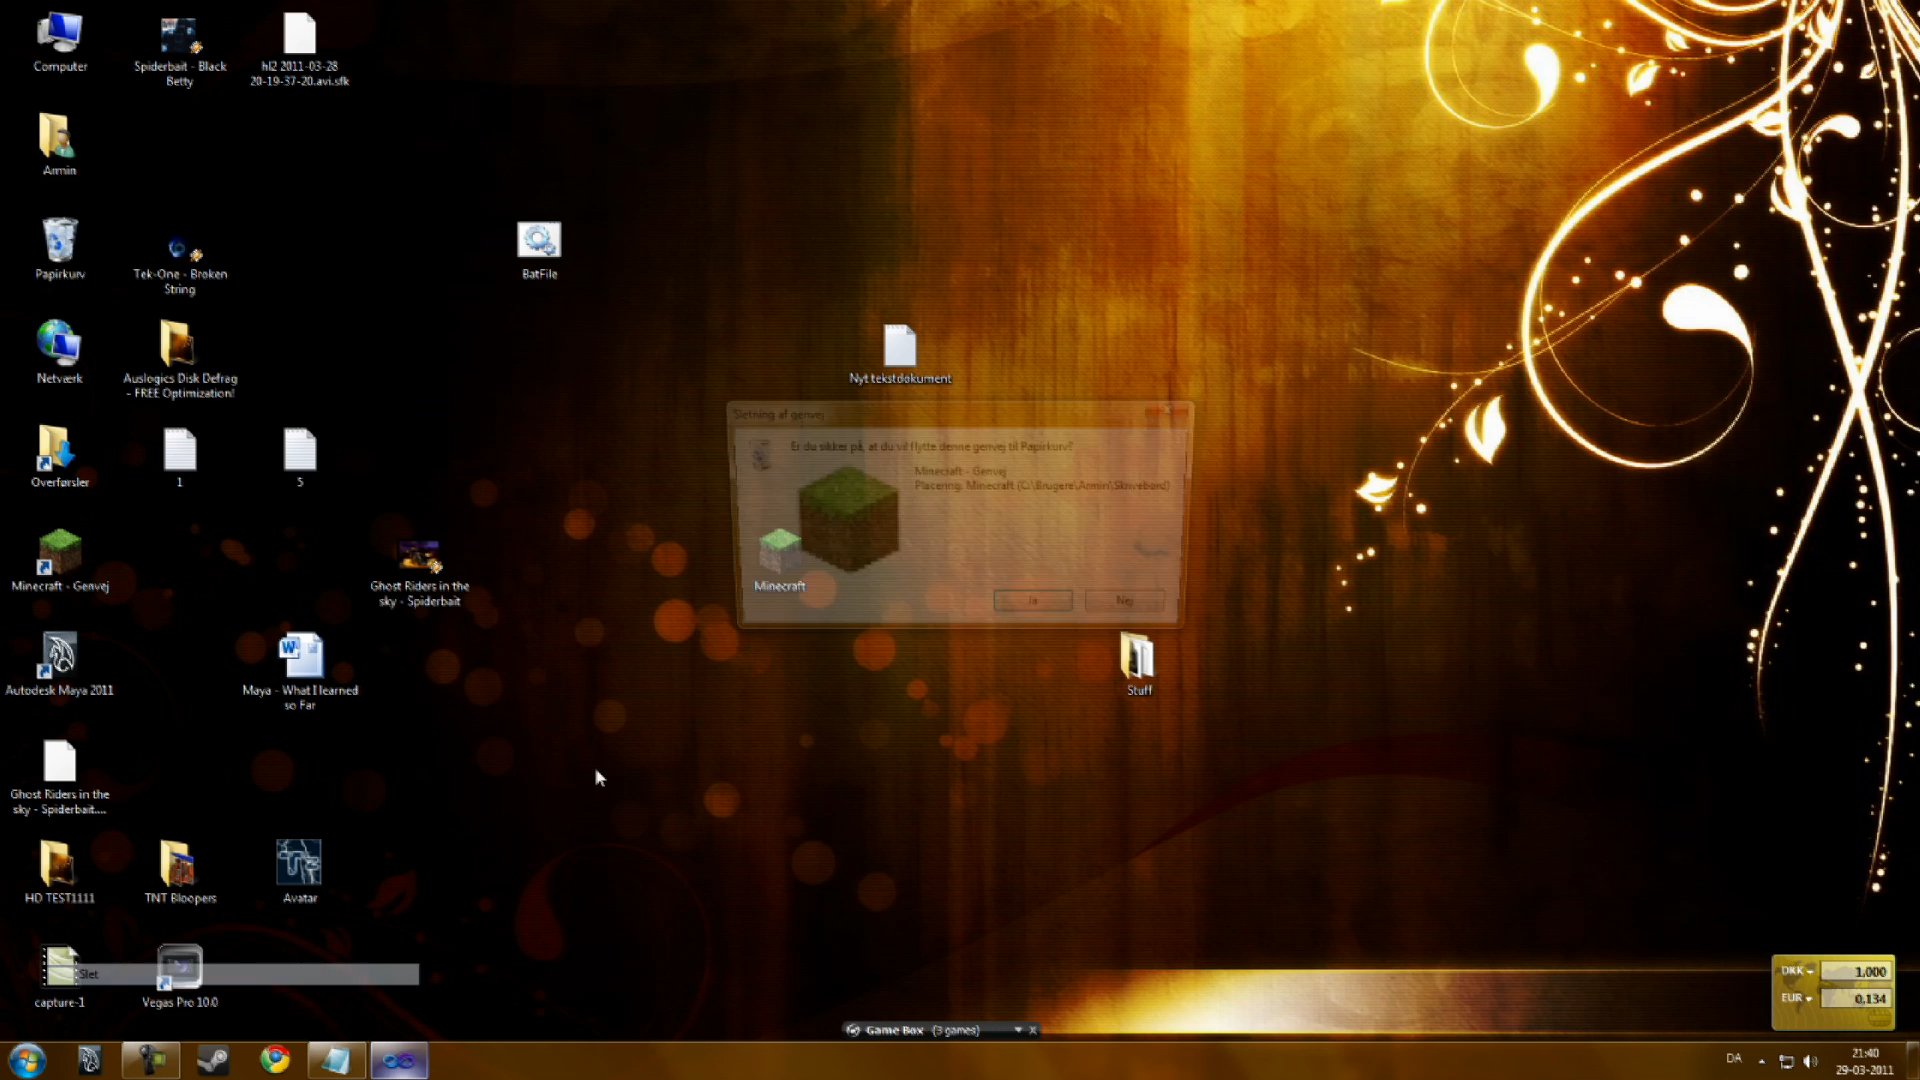 Computer
Spiderbait - Black
Betty
hl2 2011-03-28
20-19-37-20.avi.sfk
Armin
Papirkurv
Tek-One - Broken
String
BatFile
Netværk
Auslogics Disk Defrag
- FREE Optimization!
Nyt tekstdokument
Sletning af genvej
Er du sikker på, at du vil flytte denne genvej til Papirkurv?
Minecraft - Genvej
Placering: Minecraft (C:\Brugere\Armin\Skrivebord)
Ja
Nej
Overførsler
1
5
Minecraft - Genvej
Ghost Riders in the
sky - Spiderbait
Minecraft
Autodesk Maya 2011
Maya - What I learned
so Far
Stuff
Ghost Riders in the
sky - Spiderbait....
HD TEST1111
TNT Bloopers
Avatar
Slet
capture-1
Vegas Pro 10.0
DKK
1,000
EUR
0,134
Game Box (3 games)
DA
21:40
29-03-2011